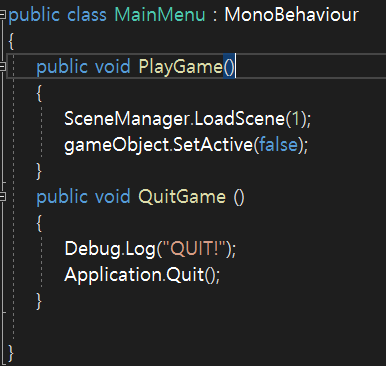 public class MainMenu : MonoBehaviour
{
public void PlayGame()
{
SceneManager.LoadScene(1);
gameObject.SetActive(false);
}
public void QuitGame ()
{
Debug.Log("QUIT!");
Application.Quit();
}
}